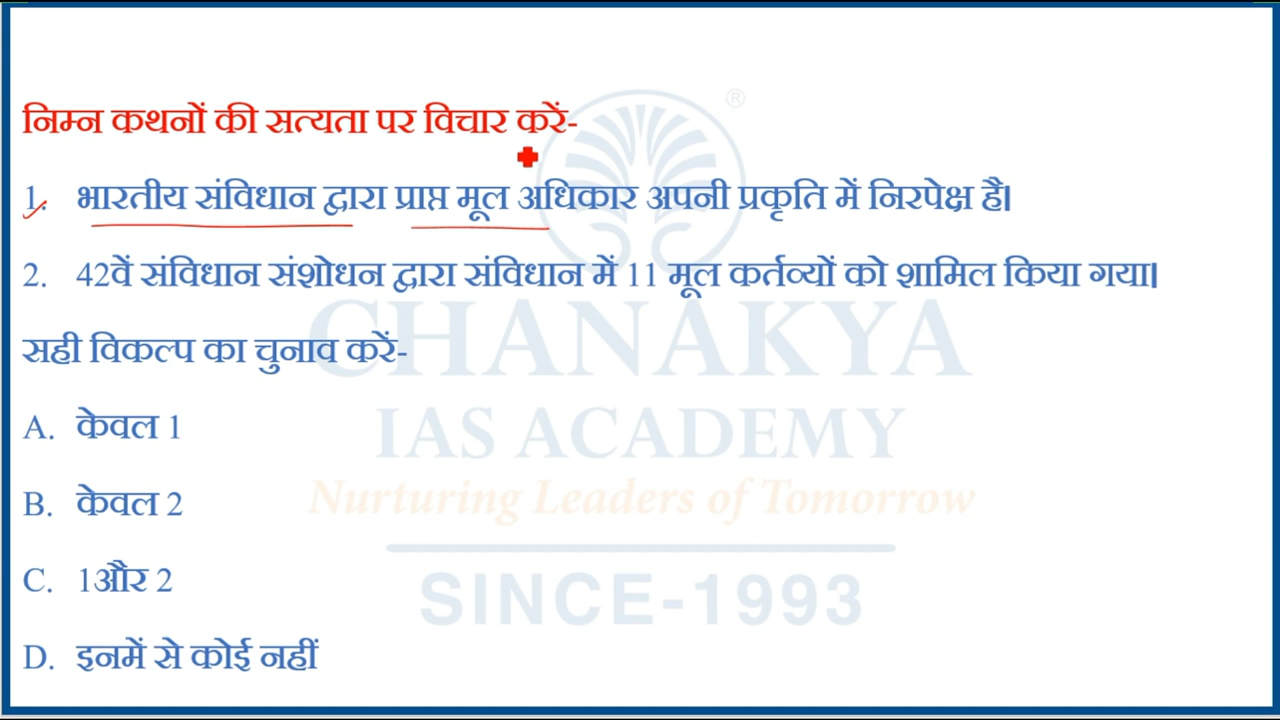 निम्न कथनों की सत्यता पर विचार करें-
1. भारतीय संविधान द्वारा प्राप्त मूल अधिकार अपनी प्रकृति में निरपेक्ष है।
2. 42वें संविधान संशोधन द्वारा संविधान में 11 मूल कर्तव्यों को शामिल किया गया।
सही विकल्प का चुनाव करें-
A. केवल 1
B. केवल 2
C. 1और 2
D. इनमें से कोई नहीं
®
CHANAKYA
IAS ACADEMY
Nurturing Leaders of Tomorrow
SINCE-1993